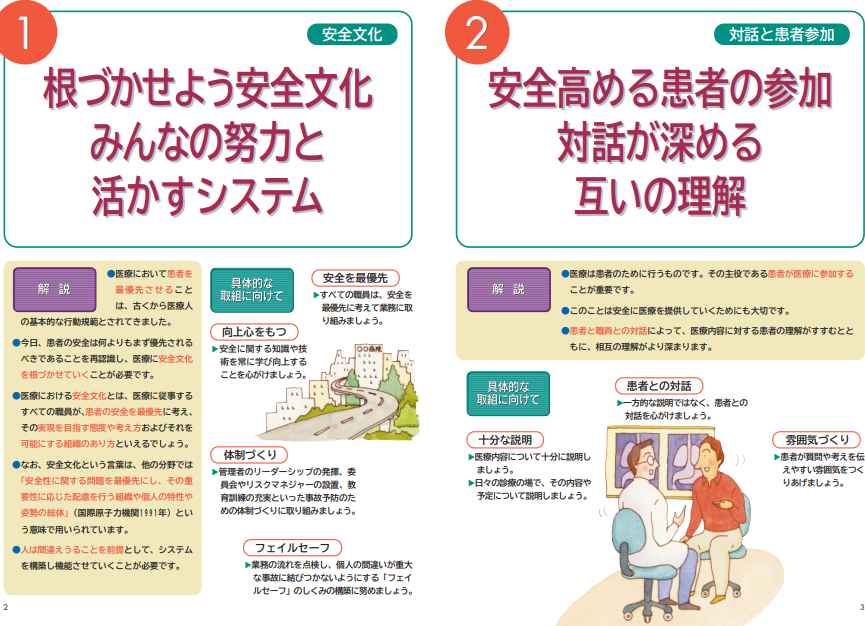 1
安全文化
根づかせよう安全文化
みんなの努力と
活かすシステム
解 説
●医療において患者を
最優先させること
は、古くから医療人
の基本的な行動規範とされてきました。
●今日、患者の安全は何よりもまず優先される
べきであることを再認識し、医療に安全文化
を根づかせていくことが必要です。
●医療における安全文化とは、医療に従事する
すべての職員が、患者の安全を最優先に考え、
その実現を目指す態度や考え方およびそれを
可能にする組織のあり方といえるでしょう。
●なお、安全文化という言葉は、他の分野では
「安全性に関する問題を最優先にし、その重
要性に応じた配慮を行う組織や個人の特性や
姿勢の総体」（国際原子力機関1991年）とい
う意味で用いられています。
●人は間違えうることを前提として、システム
を構築し機能させていくことが必要です。
具体的な
取組に向けて
安全を最優先
▶すべての職員は、安全を
最優先に考えて業務に取
り組みましょう。
向上心をもつ
▶安全に関する知識や技
術を常に学び向上する
ことを心がけましょう。
○○病院
体制づくり
▶管理者のリーダーシップの発揮、委
員会やリスクマネジャーの設置、教
育訓練の充実といった事故予防のた
めの体制づくりに取り組みましょう。
フェイルセーフ
▶業務の流れを点検し、個人の間違いが重大
な事故に結びつかないようにする「フェイ
ルセーフ」のしくみの構築に努めましょう。
2
2
対話と患者参加
安全高める患者の参加
対話が深める
互いの理解
解 説
●医療は患者のために行うものです。その主役である患者が医療に参加する
ことが重要です。
●このことは安全に医療を提供していくためにも大切です。
●患者と職員との対話によって、医療内容に対する患者の理解がすすむとと
もに、相互の理解がより深まります。
具体的な
取組に向けて
患者との対話
▶一方的な説明ではなく、患者との
対話を心がけましょう。
十分な説明
▶医療内容について十分に説明し
ましょう。
▶日々の診療の場で、その内容や
予定について説明しましょう。
雰囲気づくり
▶患者が質問や考えを伝
えやすい雰囲気をつく
りあげましょう。
3